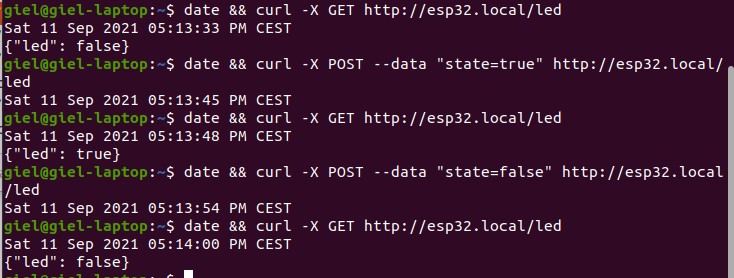 giel@giel-laptop:~$ date && curl -X GET http://esp32.local/led
Sat 11 Sep 2021 05:13:33 PM CEST
{"led": false}
giel@giel-laptop:~$ date && curl -X POST --data "state=true" http://esp32.local/
led
Sat 11 Sep 2021 05:13:45 PM CEST
giel@giel-laptop:~$ date && curl -X GET http://esp32.local/led
Sat 11 Sep 2021 05:13:48 PM CEST
{"led": true}
giel@giel-laptop:~$ date && curl -X POST --data "state=false" http://esp32.local
/led
Sat 11 Sep 2021 05:13:54 PM CEST
giel@giel-laptop:~$ date && curl -X GET http://esp32.local/led
Sat 11 Sep 2021 05:14:00 PM CEST
{"led": false}
giel@giel-laptop:~$